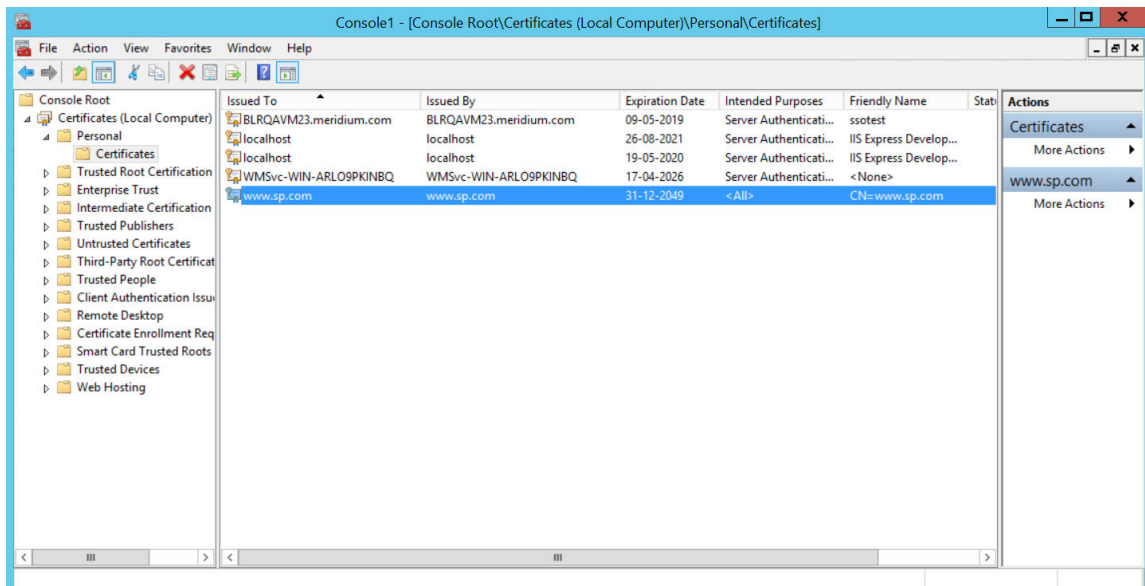 Console1 - [Console Root\Certificates (Local Computer)\Personal\Certificates]
File Action View Favorites Window Help
Console Root
Certificates (Local Computer)
Personal
Certificates
Trusted Root Certification
Enterprise Trust
Intermediate Certification
Trusted Publishers
Untrusted Certificates
Third-Party Root Certificat
Trusted People
Client Authentication Issu
Remote Desktop
Certificate Enrollment Req
Smart Card Trusted Roots
Trusted Devices
Web Hosting
Issued To Issued By Expiration Date Intended Purposes Friendly Name Stat
BLRQAVM23.meridium.com BLRQAVM23.meridium.com 09-05-2019 Server Authenticati... ssotest
localhost localhost 26-08-2021 Server Authenticati... IIS Express Develop...
localhost localhost 19-05-2020 Server Authenticati... IIS Express Develop...
WMSvc-WIN-ARLO9PKINBQ WMSvc-WIN-ARLO9PKINBQ 17-04-2026 Server Authenticati... <None>
www.sp.com www.sp.com 31-12-2049 <All> CN=www.sp.com
Actions
Certificates
More Actions
www.sp.com
More Actions